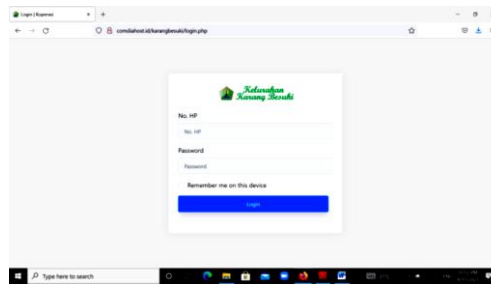 Login | Koperasi
comdiahost.id/karangbesuki/login.php
Kelurahan
Karang Besuki
No. HP
No. HP
Password
Password
Remember me on this device
Login
Type here to search